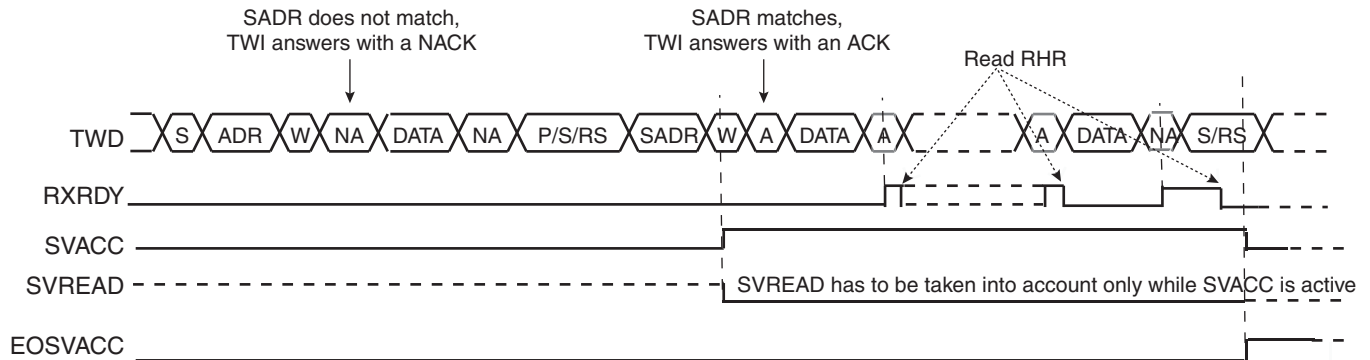 SADR does not match,
TWI answers with a NACK
SADR matches,
TWI answers with an ACK
Read RHR
TWD S ADR W NA DATA NA P/S/RS SADR W A DATA A A DATA NA S/RS
RXRDY
SVACC
SVREAD SVREAD has to be taken into account only while SVACC is active
EOSVACC